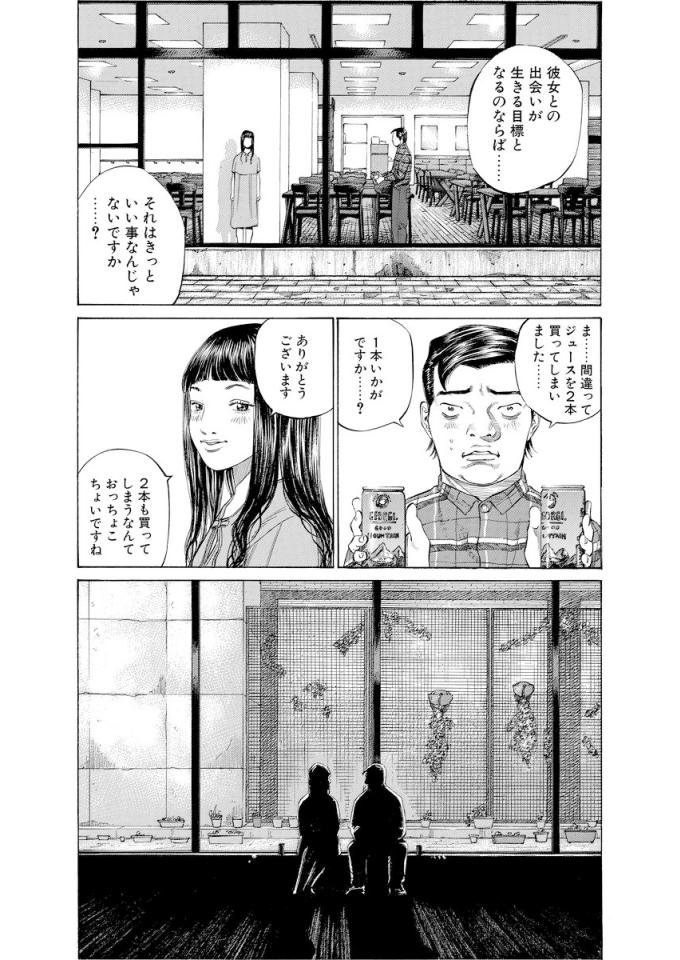 彼女との
出会いが
生きる目標と
なるのならば……
それはきっと
いい事なんじゃ
ないですか
……？
ま……間違って
ジュースを２本
買ってしまい
ました……
１本いかが
ですか……？
GEORGI.
GOOD
MOUNTAIN
ありがとう
ございます
２本も買って
しまうなんて
おっちょこ
ちょいですね